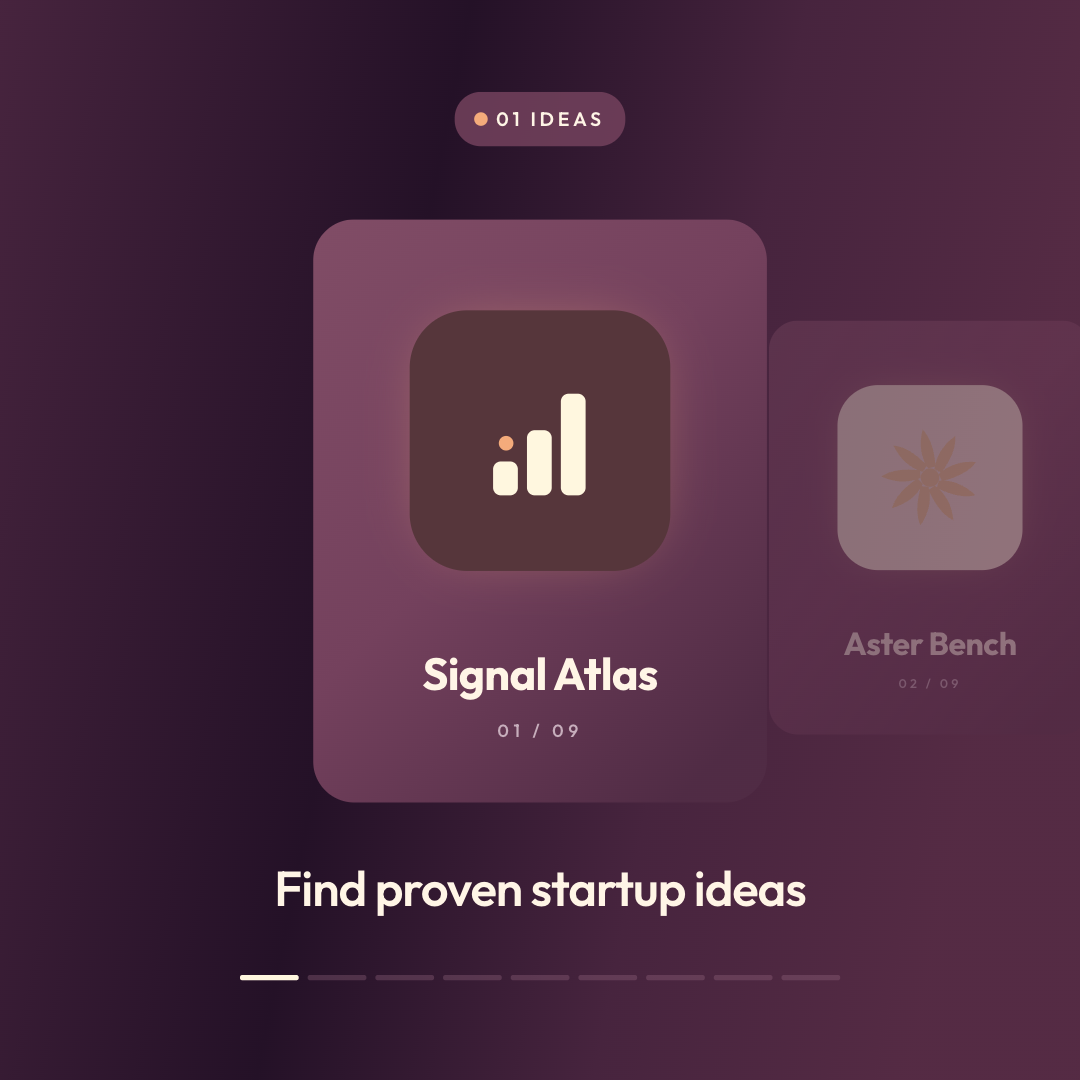 01 IDEAS
Signal Atlas
01 / 09
Aster Bench
02 / 09
Find proven startup ideas